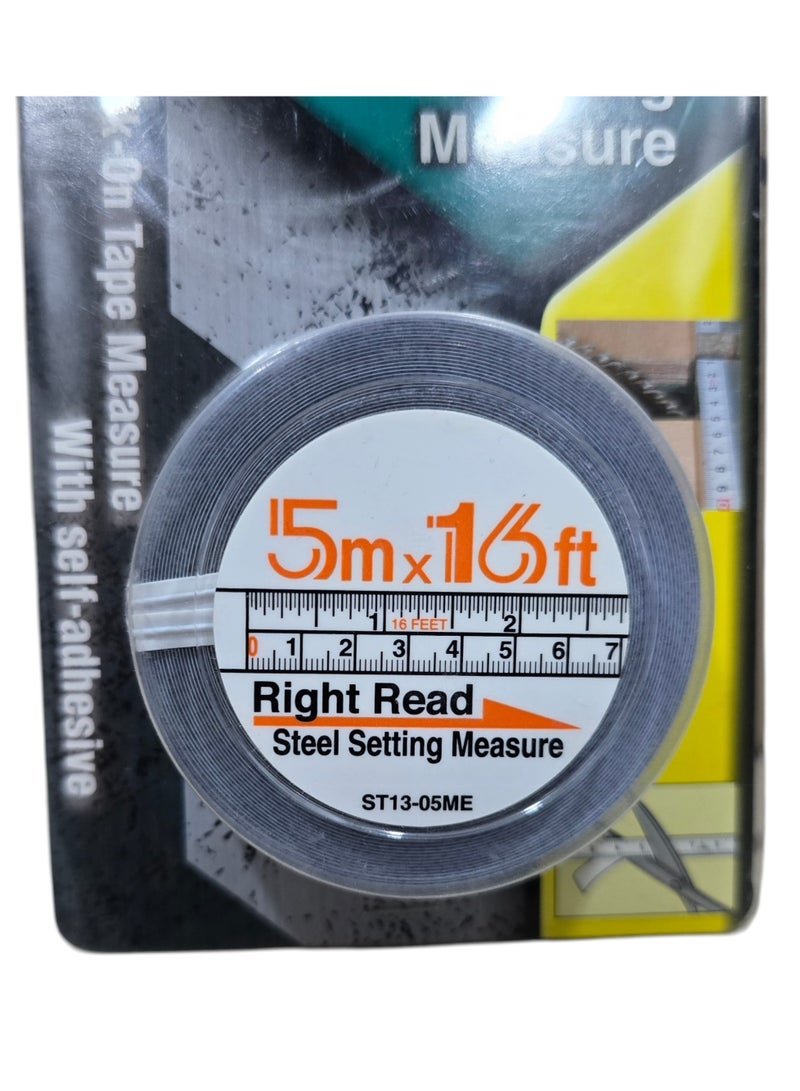 Measure
-On Tape Measure
With self-adhesive
5m x 16ft
1 16 FEET 2
0 1 2 3 4 5 6 7
Right Read
Steel Setting Measure
ST13-05ME